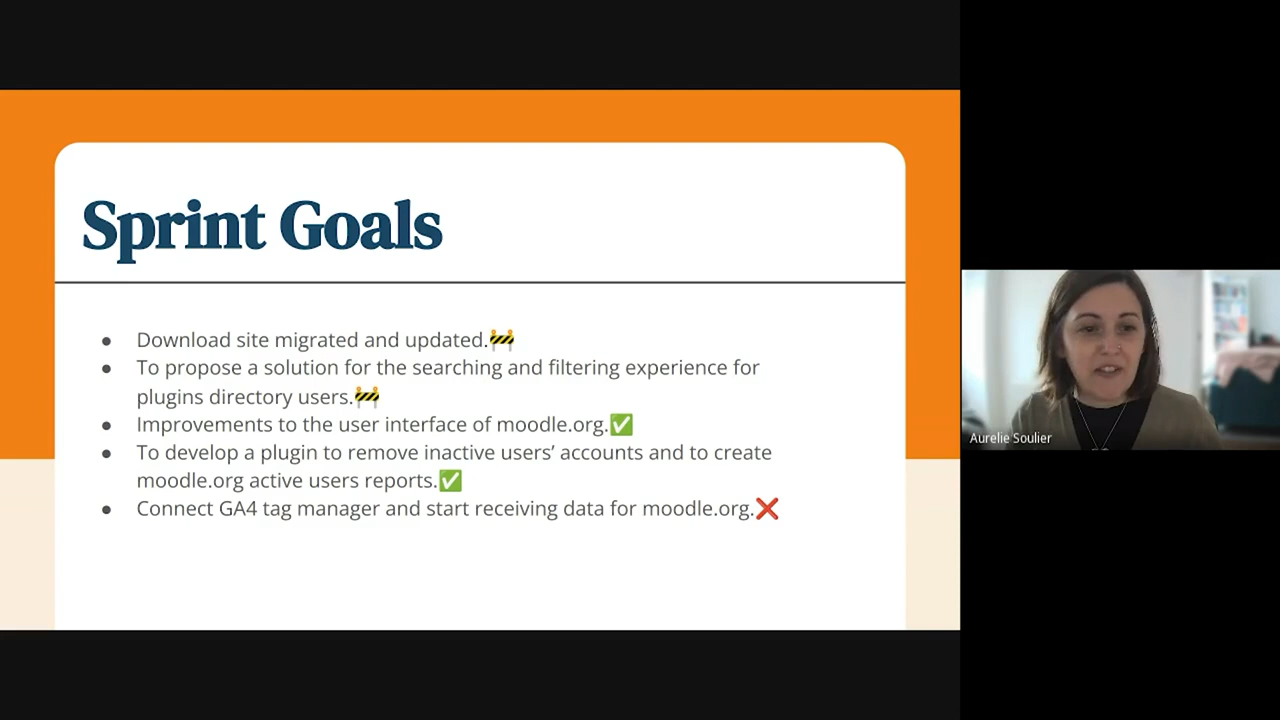 Sprint Goals
● Download site migrated and updated.🚧
● To propose a solution for the searching and filtering experience for
plugins directory users.🚧
● Improvements to the user interface of moodle.org.✅
● To develop a plugin to remove inactive users’ accounts and to create
moodle.org active users reports.✅
● Connect GA4 tag manager and start receiving data for moodle.org.❌
Aurelie Soulier